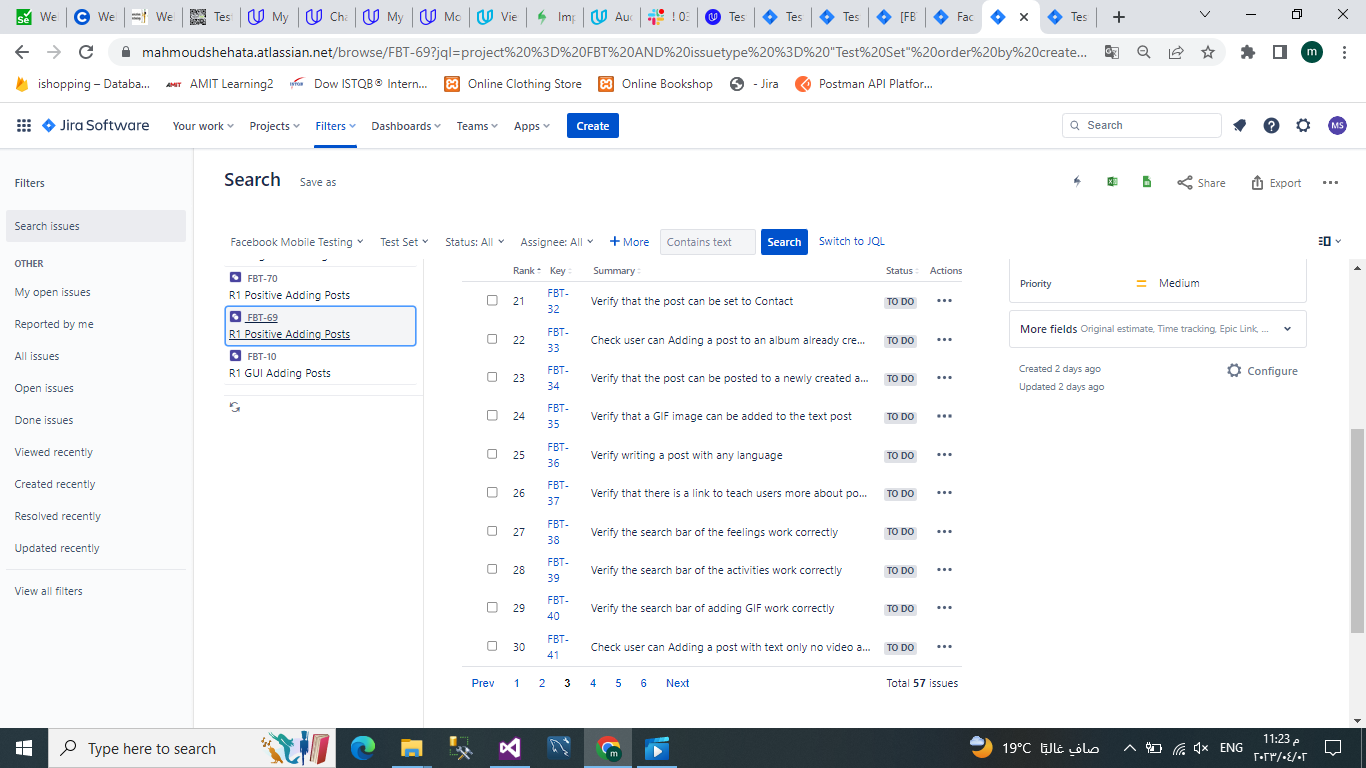 We
We
We
Test
My
Cha
My
Mo
Vie
Imp
Auc
! 03
Tes
Tes
Tes
[FB
Fac
Tes
mahmoudshehata.atlassian.net/browse/FBT-69?jql=project%20%3D%20FBT%20AND%20issuetype%20%3D%20"Test%20Set"%20order%20by%20create...
m
ishopping – Databa...
AMIT Learning2
Dow ISTQB® Intern...
Online Clothing Store
Online Bookshop
- Jira
Postman API Platfor...
Jira Software
Your work
Projects
Filters
Dashboards
Teams
Apps
Create
Search
MS
Filters
Search issues
OTHER
My open issues
Reported by me
All issues
Open issues
Done issues
Viewed recently
Created recently
Resolved recently
Updated recently
View all filters
Search
Save as
Share
Export
Facebook Mobile Testing
Test Set
Status: All
Assignee: All
+ More
Contains text
Search
Switch to JQL
FBT-70
R1 Positive Adding Posts
FBT-69
R1 Positive Adding Posts
FBT-10
R1 GUI Adding Posts
Rank Key Summary Status Actions
21 FBT-32 Verify that the post can be set to Contact TO DO
22 FBT-33 Check user can Adding a post to an album already cre... TO DO
23 FBT-34 Verify that the post can be posted to a newly created a... TO DO
24 FBT-35 Verify that a GIF image can be added to the text post TO DO
25 FBT-36 Verify writing a post with any language TO DO
26 FBT-37 Verify that there is a link to teach users more about po... TO DO
27 FBT-38 Verify the search bar of the feelings work correctly TO DO
28 FBT-39 Verify the search bar of the activities work correctly TO DO
29 FBT-40 Verify the search bar of adding GIF work correctly TO DO
30 FBT-41 Check user can Adding a post with text only no video a... TO DO
Prev 1 2 3 4 5 6 Next
Total 57 issues
Priority
Medium
More fields Original estimate, Time tracking, Epic Link, ...
Created 2 days ago
Updated 2 days ago
Configure
Type here to search
19°C صاف غالبًا
ENG
11:23 م
٢٠٢٣/٠٤/٠٢